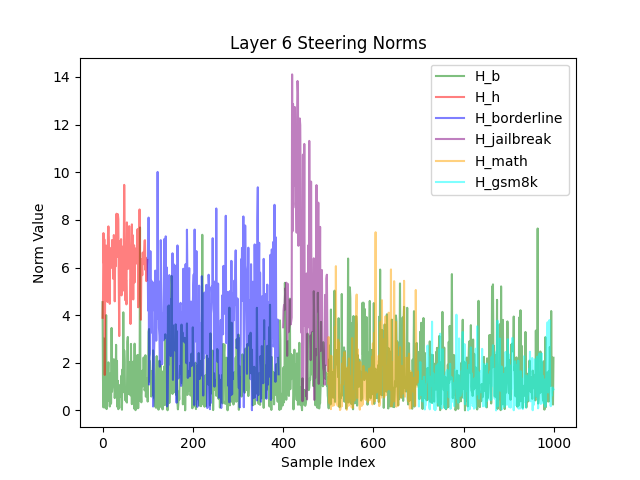 Layer 6 Steering Norms
H_b
H_h
H_borderline
H_jailbreak
H_math
H_gsm8k
Norm Value
14
12
10
8
6
4
2
0
0 200 400 600 800 1000
Sample Index